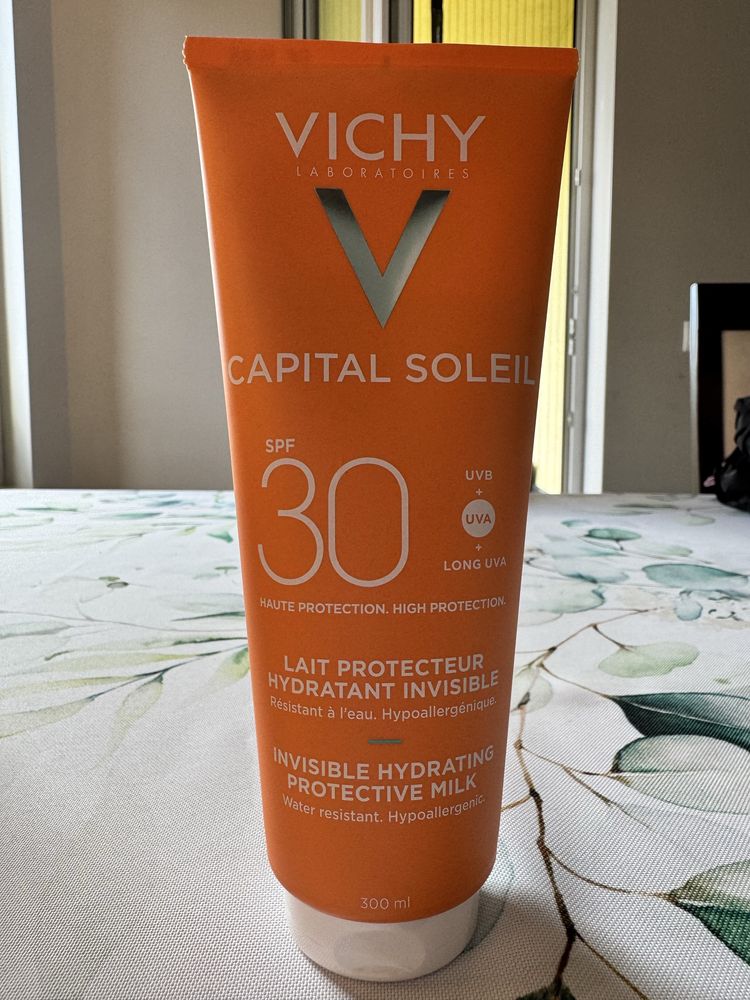 VICHY
LABORATOIRES
CAPITAL SOLEIL
SPF
30
UVB
+
UVA
+
LONG UVA
HAUTE PROTECTION. HIGH PROTECTION.
LAIT PROTECTEUR
HYDRATANT INVISIBLE
Résistant à l'eau. Hypoallergénique.
INVISIBLE HYDRATING
PROTECTIVE MILK
Water resistant. Hypoallergenic.
300 ml